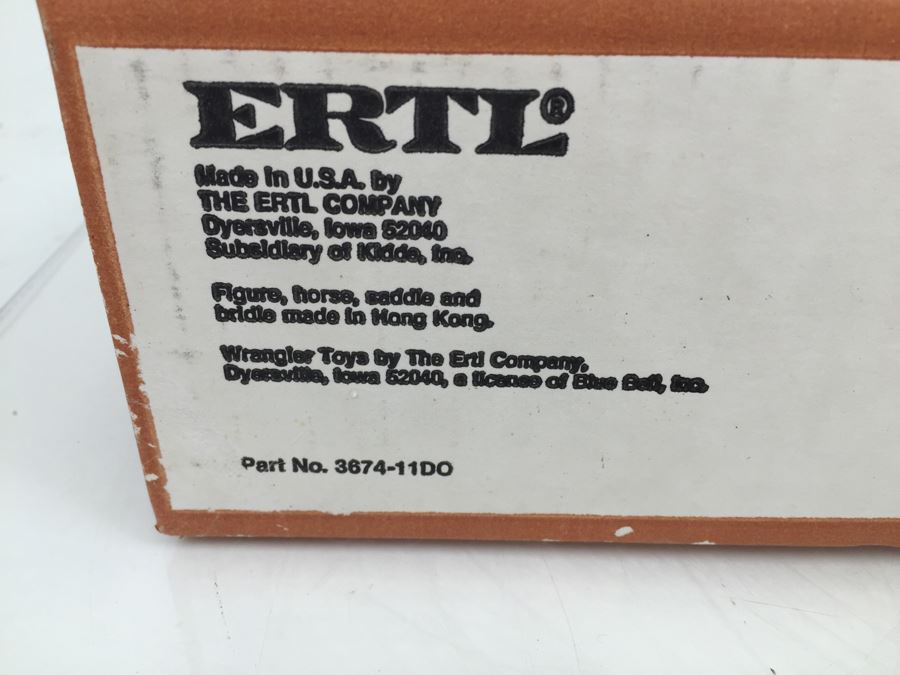 ERTL®
Made in U.S.A. by
THE ERTL COMPANY
Dyersville, Iowa 52040
Subsidiary of Kidde, Inc.
Figure, horse, saddle and
bridle made in Hong Kong.
Wrangler Toys by The Ertl Company,
Dyersville, Iowa 52040, a license of Blue Bell, Inc.
Part No. 3674-11DO